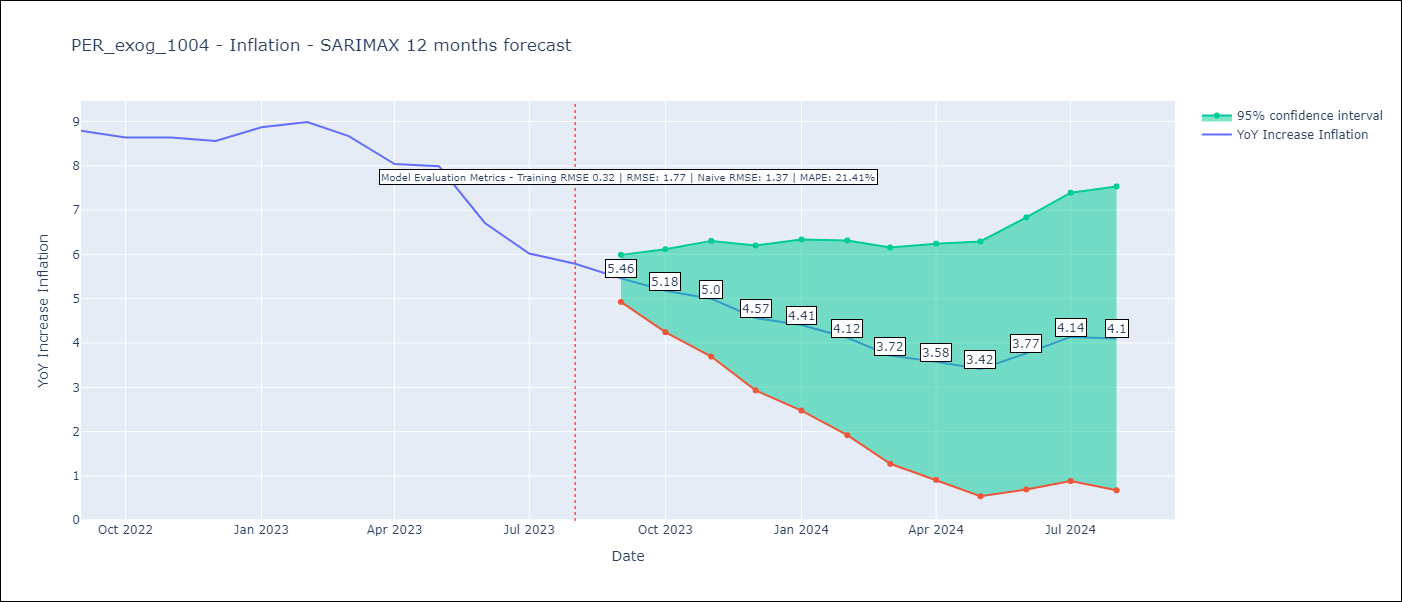 PER_exog_1004 - Inflation - SARIMAX 12 months forecast
95% confidence interval
YoY Increase Inflation
Model Evaluation Metrics - Training RMSE 0.32 | RMSE: 1.77 | Naive RMSE: 1.37 | MAPE: 21.41%
YoY Increase Inflation
9
8
7
6
5
4
3
2
1
0
5.46
5.18
5.0
4.57
4.41
4.12
3.72
3.58
3.42
3.77
4.14
4.1
Oct 2022
Jan 2023
Apr 2023
Jul 2023
Oct 2023
Jan 2024
Apr 2024
Jul 2024
Date